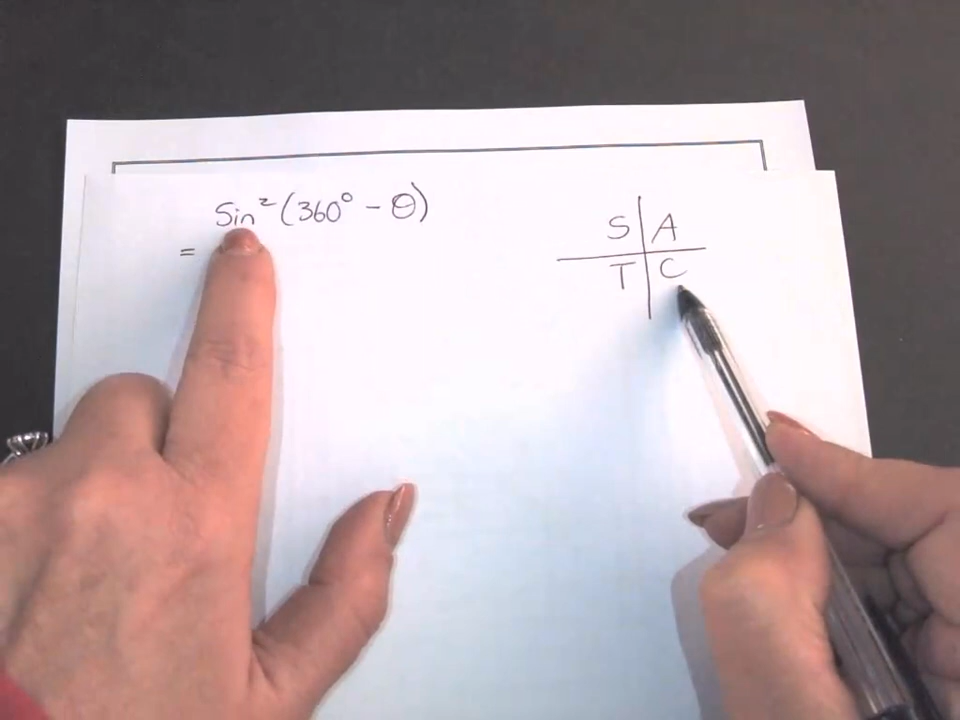 Sin²(360° - θ)
=
S A
T C